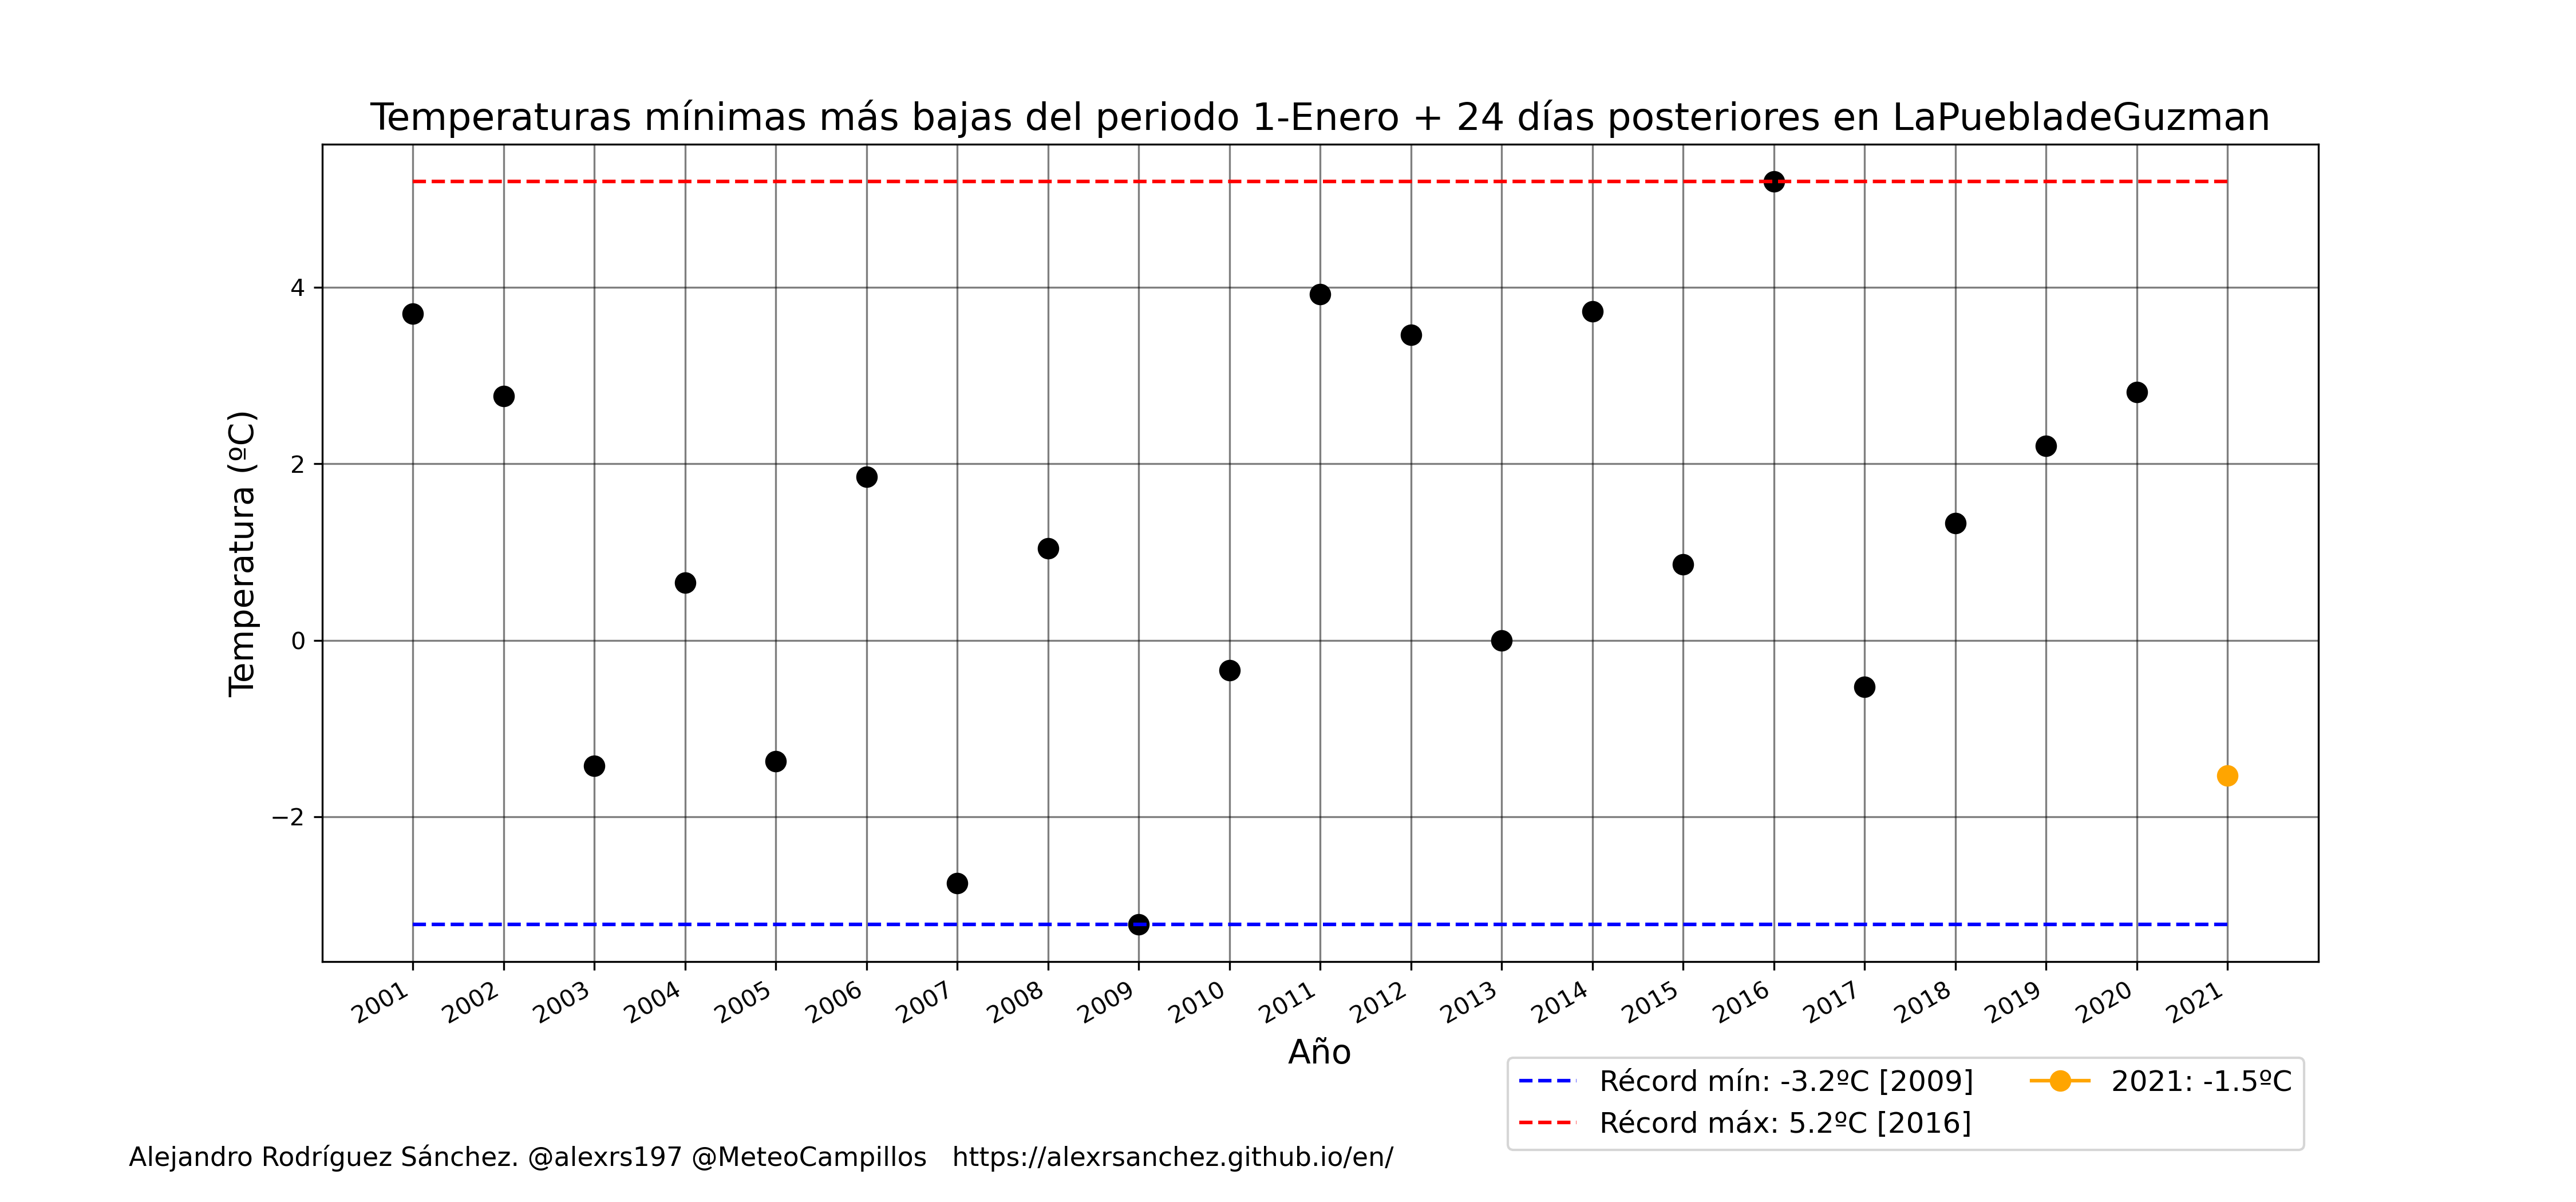 Temperaturas mínimas más bajas del periodo 1-Enero + 24 días posteriores en LaPuebladeGuzman
Temperatura (ºC)
4
2
0
−2
2001 2002 2003 2004 2005 2006 2007 2008 2009 2010 2011 2012 2013 2014 2015 2016 2017 2018 2019 2020 2021
Año
Récord mín: -3.2ºC [2009]
Récord máx: 5.2ºC [2016]
2021: -1.5ºC
Alejandro Rodríguez Sánchez. @alexrs197 @MeteoCampillos https://alexrsanchez.github.io/en/